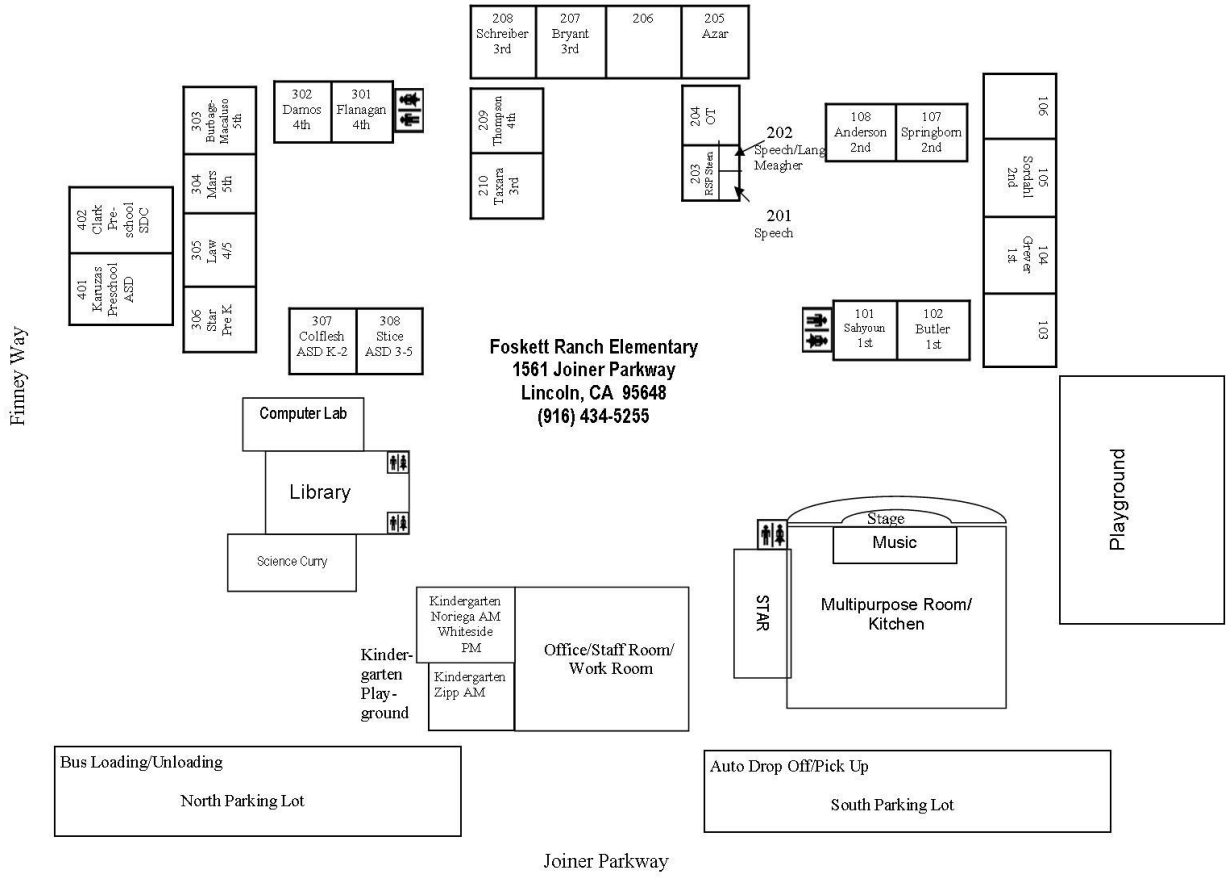 208
Schreiber
3rd
207
Bryant
3rd
206
205
Azar
302
Damos
4th
301
Flanagan
4th
303
Burbage-
Macaluso
5th
304
Mars
5th
305
Law
4/5
306
Star
Pre K
402
Clark
Pre-
school
SDC
401
Karuzas
Preschool
ASD
209
Thompson
4th
210
Taxara
3rd
204
OT
203
RSP Steen
202
Speech/Lang
Meagher
201
Speech
108
Anderson
2nd
107
Springborn
2nd
106
105
Sordahl
2nd
104
Grever
1st
103
101
Sahyoun
1st
102
Butler
1st
307
Colflesh
ASD K-2
308
Stice
ASD 3-5
Foskett Ranch Elementary
1561 Joiner Parkway
Lincoln, CA 95648
(916) 434-5255
Finney Way
Computer Lab
Library
Science Curry
Playground
Stage
Music
STAR
Multipurpose Room/
Kitchen
Kindergarten
Noriega AM
Whiteside
PM
Kindergarten
Zipp AM
Office/Staff Room/
Work Room
Kinder-
garten
Play-
ground
Bus Loading/Unloading
North Parking Lot
Auto Drop Off/Pick Up
South Parking Lot
Joiner Parkway